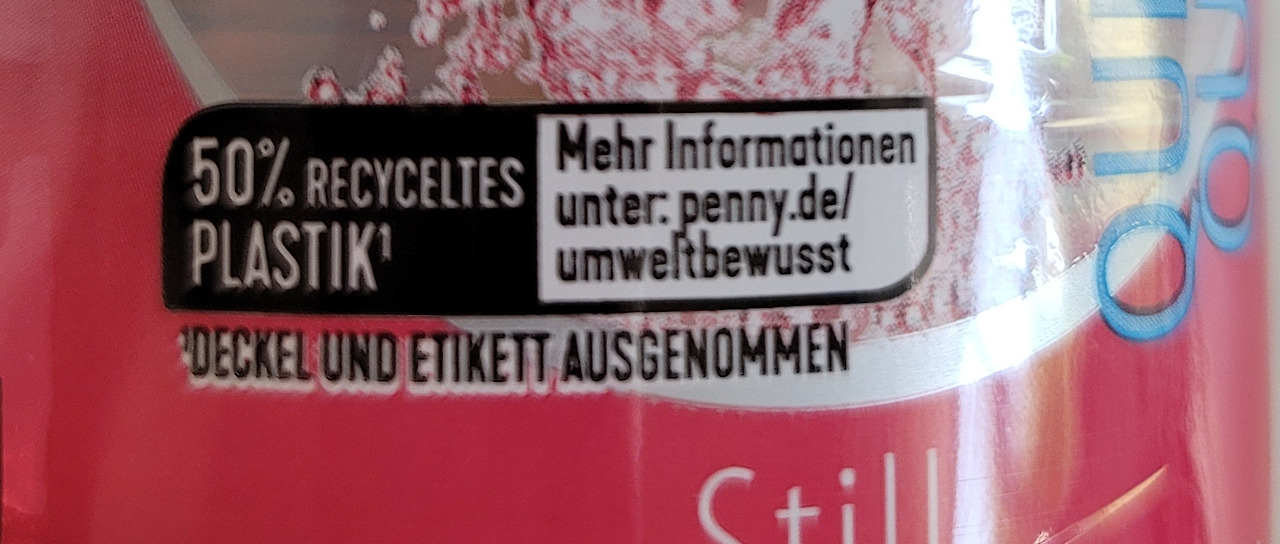 50% RECYCELTES
PLASTIK¹
Mehr Informationen
unter: penny.de/
umweltbewusst
¹DECKEL UND ETIKETT AUSGENOMMEN
Still